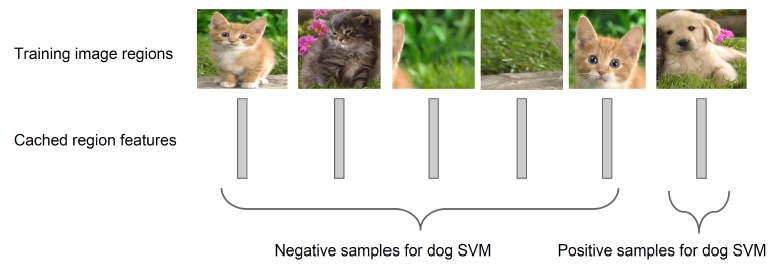 Training image regions
Cached region features
Negative samples for dog SVM
Positive samples for dog SVM